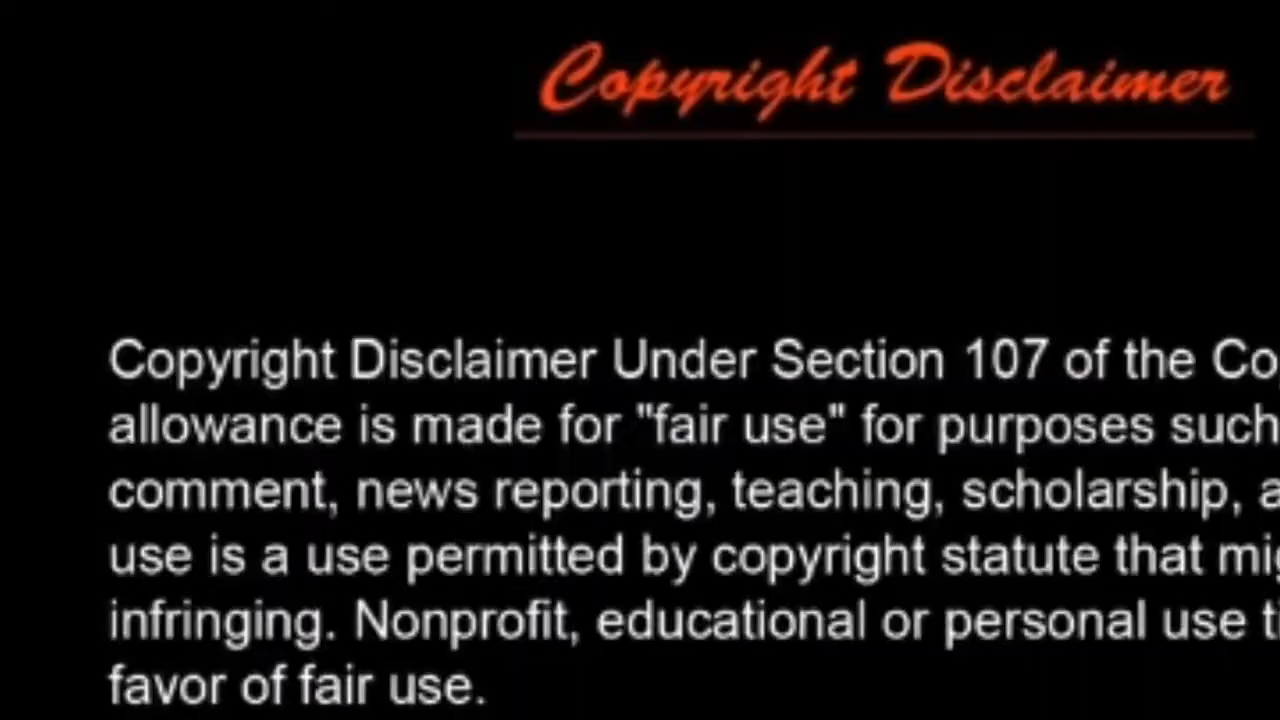 Copyright Disclaimer
Copyright Disclaimer Under Section 107 of the Co
allowance is made for "fair use" for purposes such
comment, news reporting, teaching, scholarship, a
use is a use permitted by copyright statute that mig
infringing. Nonprofit, educational or personal use t
favor of fair use.